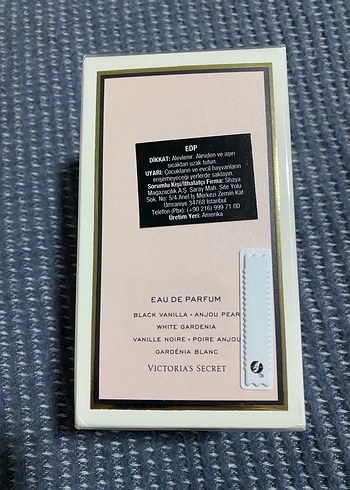 EDP
DİKKAT: Alevlenir. Alevden ve aşırı
sıcaktan uzak tutun.
UYARI: Çocukların ve evcil hayvanların
erişemeyeceği yerlerde saklayın.
Sorumlu Kişi/İthalatçı Firma: Shaya
Mağazacılık A.Ş. Saray Mah. Site Yolu
Sok. No: 5/4 Anel İş Merkezi Zemin Kat
Ümraniye 34768 İstanbul
Telefon (Pbx): (+90 216) 999 71 00
Üretim Yeri: Amerika
EAU DE PARFUM
BLACK VANILLA • ANJOU PEAR
WHITE GARDENIA
VANILLE NOIRE • POIRE ANJOU
GARDÉNIA BLANC
VICTORIA'S SECRET